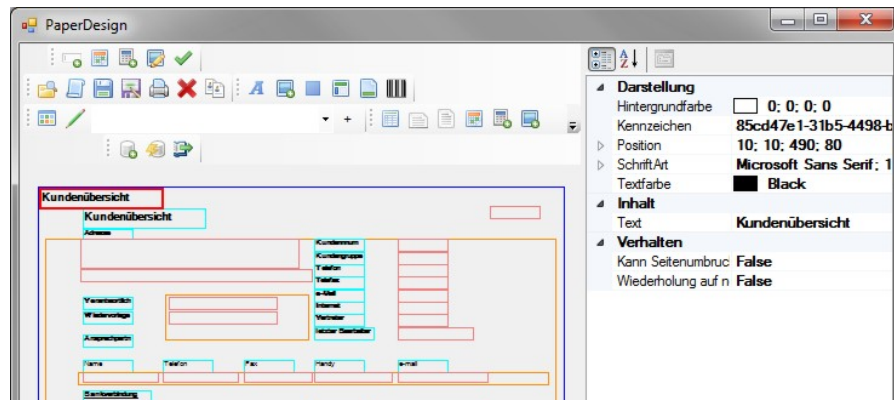 PaperDesign
Darstellung
Hintergrundfarbe 0; 0; 0; 0
Kennzeichen 85cd47e1-31b5-4498-b
Position 10; 10; 490; 80
SchriftArt Microsoft Sans Serif; 1
Textfarbe Black
Inhalt
Text Kundenübersicht
Verhalten
Kann Seitenumbruc False
Wiederholung auf n False
Kundenübersicht
Kundenübersicht
Adresse
Kundennum
Kundengruppe
Telefon
Telefax
e-Mail
Internet
Vertreter
letzter Bearbeiter
Verantwortlich
Wiedervorlage
Ansprechpartn
Name Telefon Fax Handy e-mail
Bankverbindung